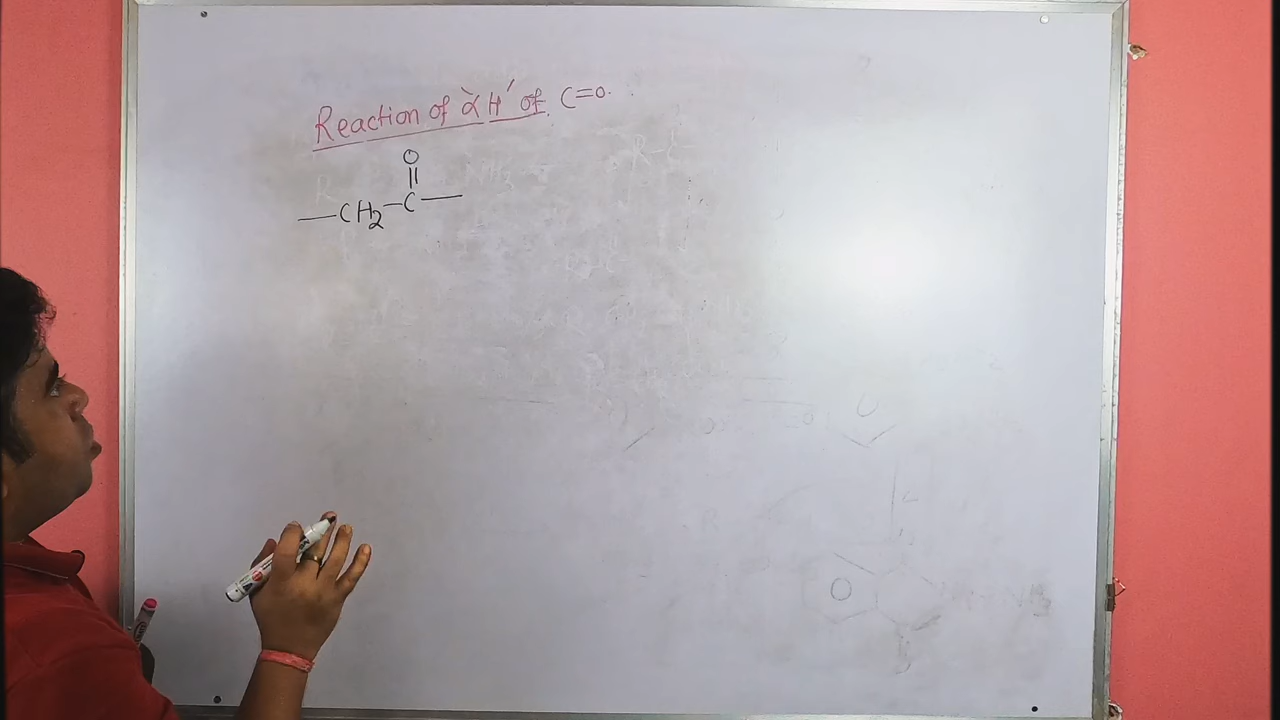 Reaction of `α H' of C=O.
O
||
—CH₂—C—